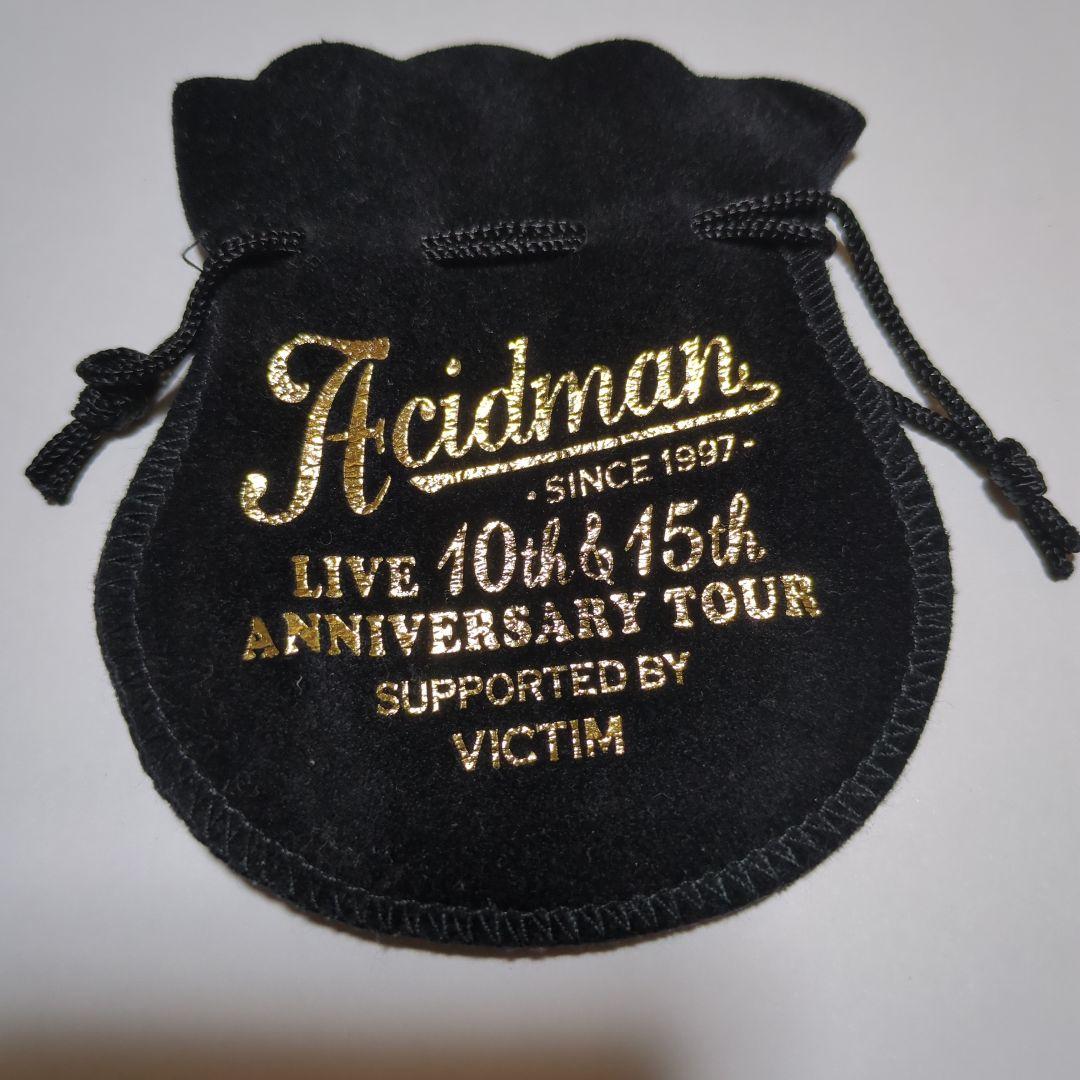 Acidman
- SINCE 1997 -
LIVE 10th & 15th
ANNIVERSARY TOUR
SUPPORTED BY
VICTIM